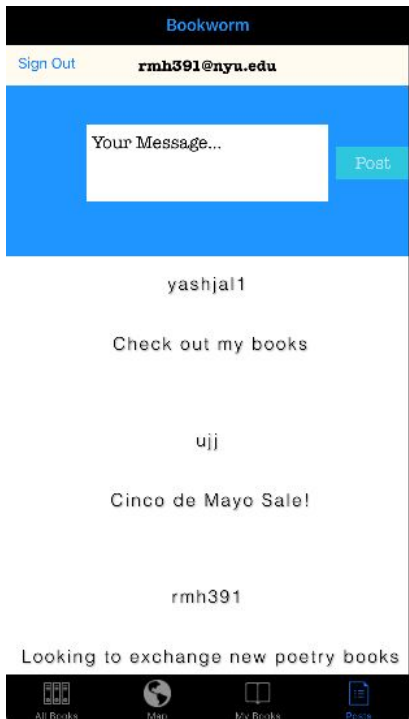 Bookworm
Sign Out rmh391@nyu.edu
Your Message...
Post
yashjal1
Check out my books
ujj
Cinco de Mayo Sale!
rmh391
Looking to exchange new poetry books
All Books Map My Books Posts